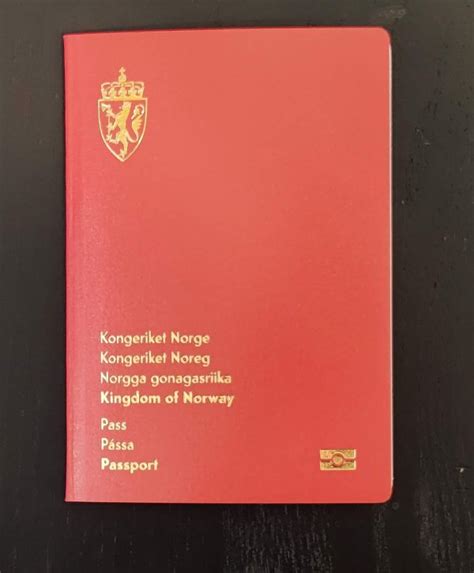 Kongeriket Norge
Kongeriket Noreg
Norgga gonagasriika
Kingdom of Norway
Pass
Pássa
Passport